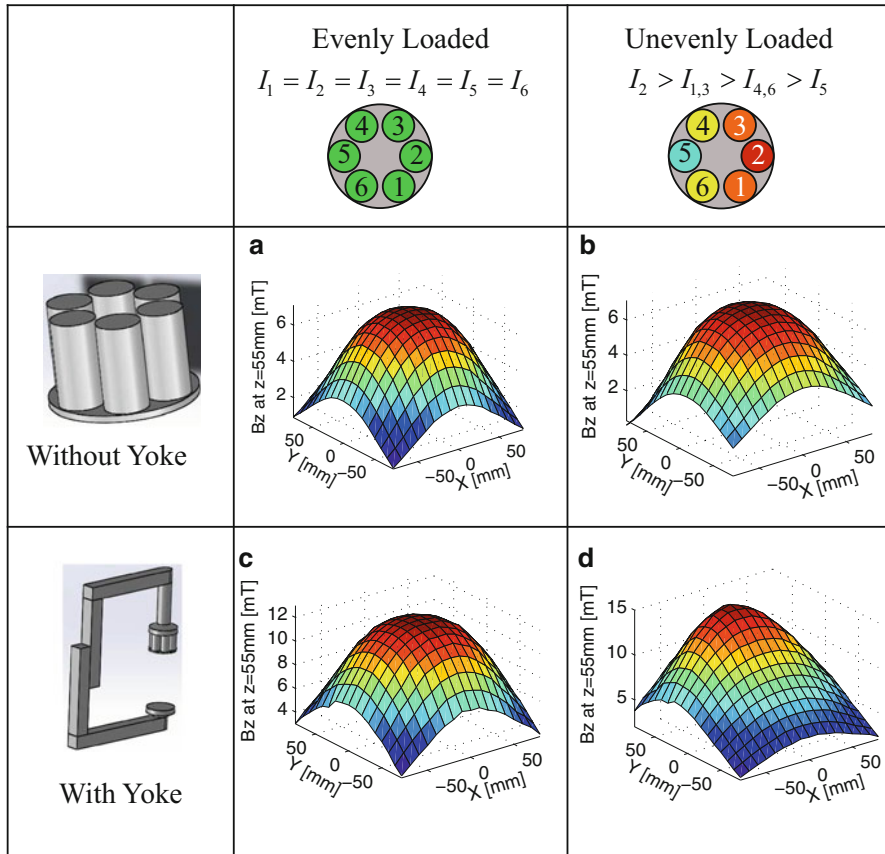 Evenly Loaded
I₁ = I₂ = I₃ = I₄ = I₅ = I₆
4 3
5 2
6 1
Unevenly Loaded
I₂ > I₁,₃ > I₄,₆ > I₅
4 3
5 2
6 1
Without Yoke
a
Bz at z=55mm [mT]
6
4
2
50
0
−50
Y [mm]
−50
0
50
X [mm]
b
Bz at z=55mm [mT]
6
4
2
50
0
−50
Y [mm]
−50
0
50
X [mm]
With Yoke
c
Bz at z=55mm [mT]
12
10
8
6
4
50
0
−50
Y [mm]
−50
0
50
X [mm]
d
Bz at z=55mm [mT]
15
10
5
50
0
−50
Y [mm]
−50
0
50
X [mm]